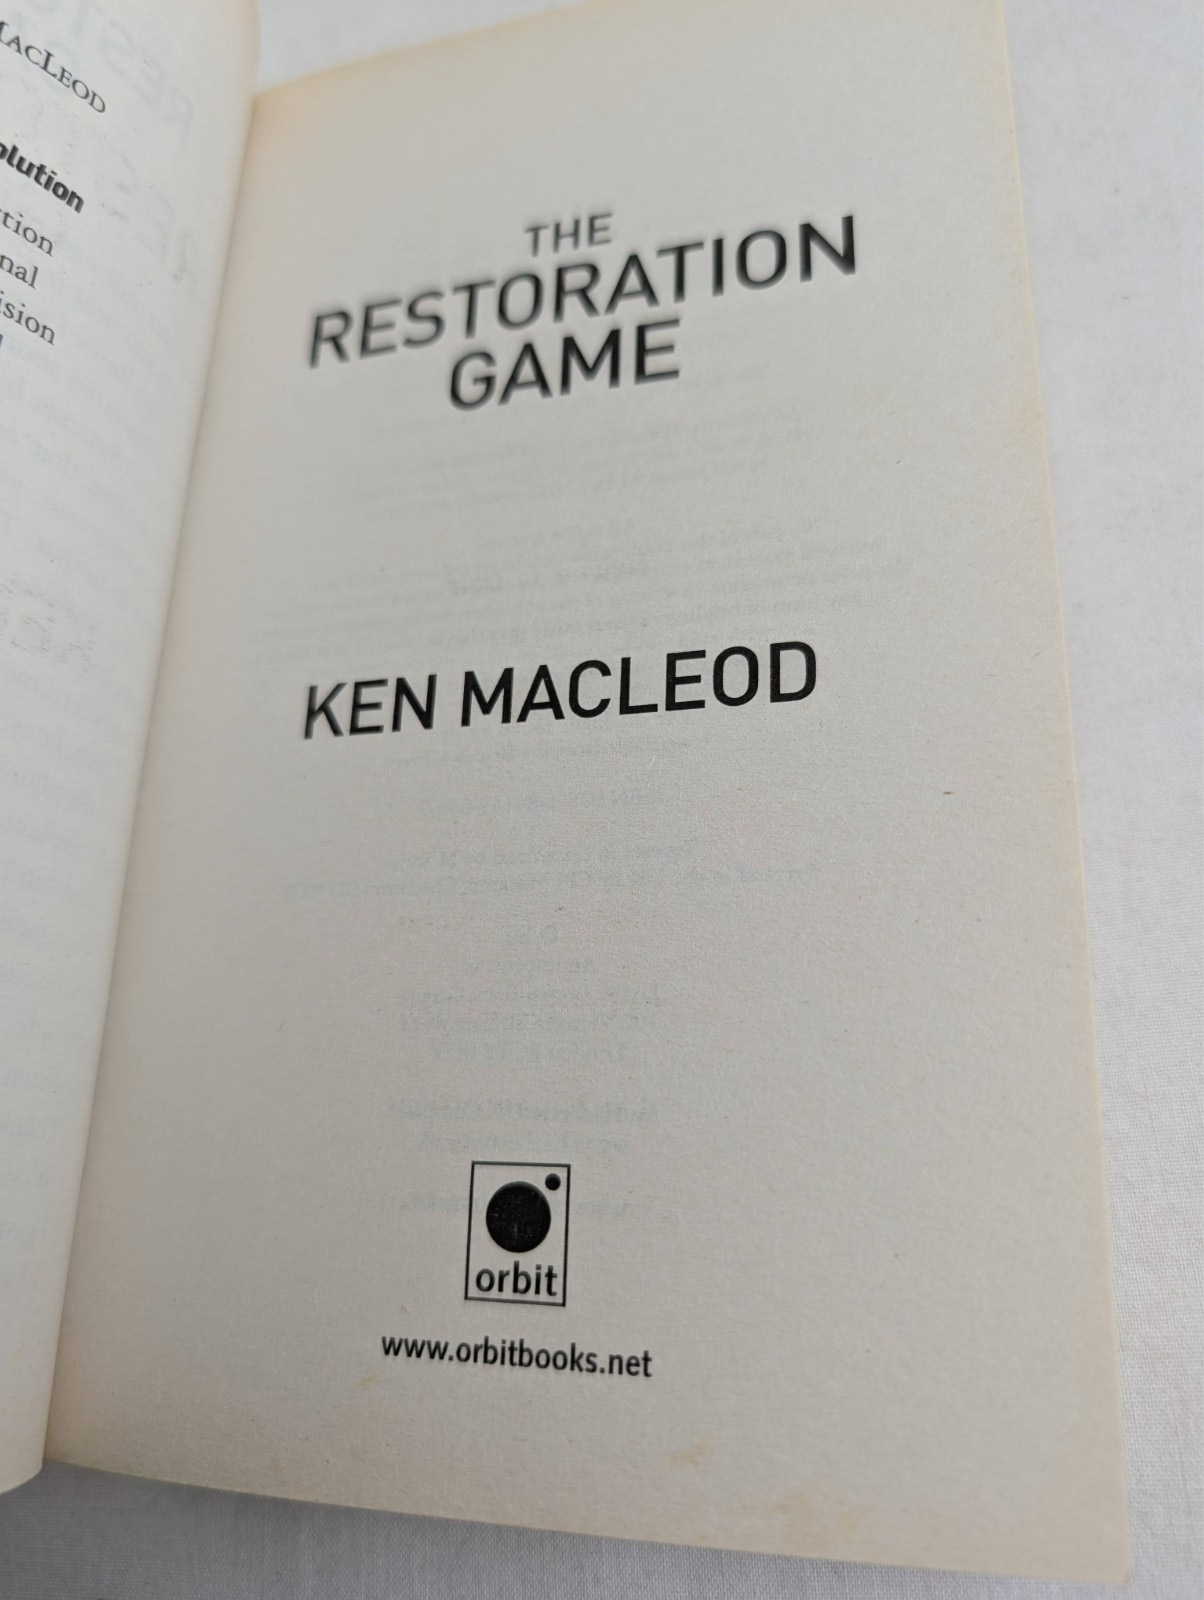 MACLEOD
olution
tion
nal
ision
THE
RESTORATION
GAME
KEN MACLEOD
orbit
www.orbitbooks.net